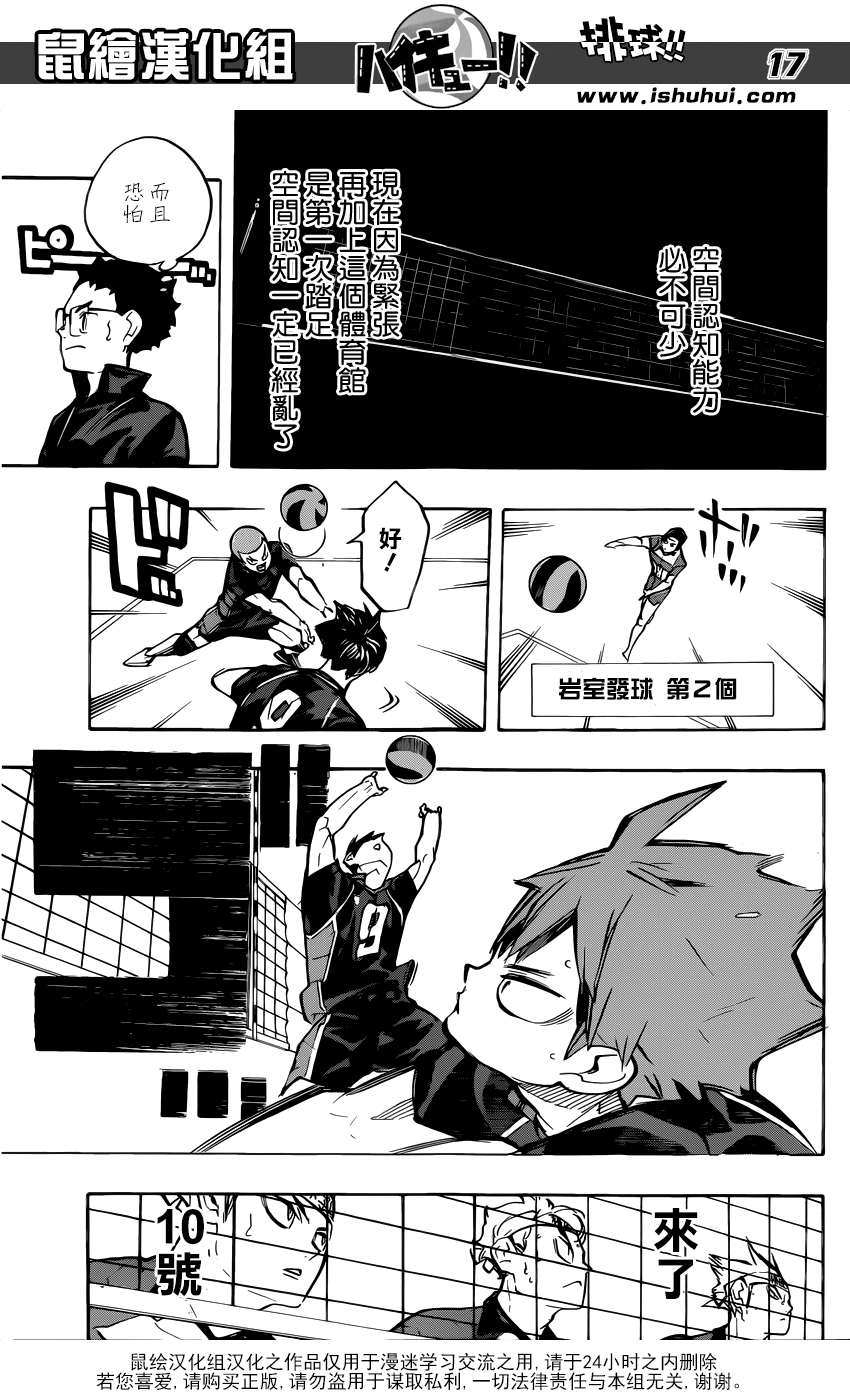 鼠繪漢化組
ハイキュー!!
排球!!
17
www.ishuhui.com
空間認知能力
必不可少
現在因為緊張
再加上這個體育館
是第一次踏足
空間認知一定已經亂了
而且
恐怕
ピーッ
岩室發球 第2個
好!
ド
9
來了
10號
鼠绘汉化组汉化之作品仅用于漫迷学习交流之用,请于24小时之内删除
若您喜爱,请购买正版,请勿盗用于谋取私利,一切法律责任与本组无关,谢谢。